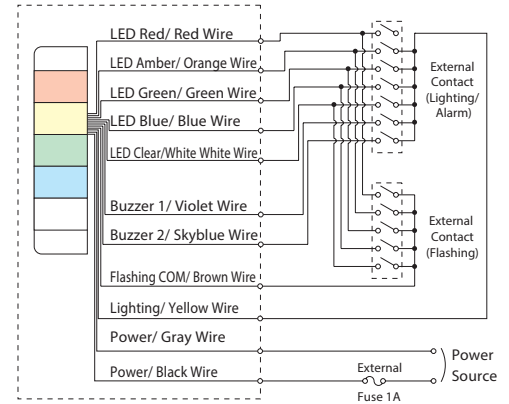 LED Red/ Red Wire
LED Amber/ Orange Wire
LED Green/ Green Wire
LED Blue/ Blue Wire
LED Clear/White White Wire
Buzzer 1/ Violet Wire
Buzzer 2/ Skyblue Wire
Flashing COM/ Brown Wire
Lighting/ Yellow Wire
Power/ Gray Wire
Power/ Black Wire
External
Contact
(Lighting/
Alarm)
External
Contact
(Flashing)
Power
Source
External
Fuse 1A